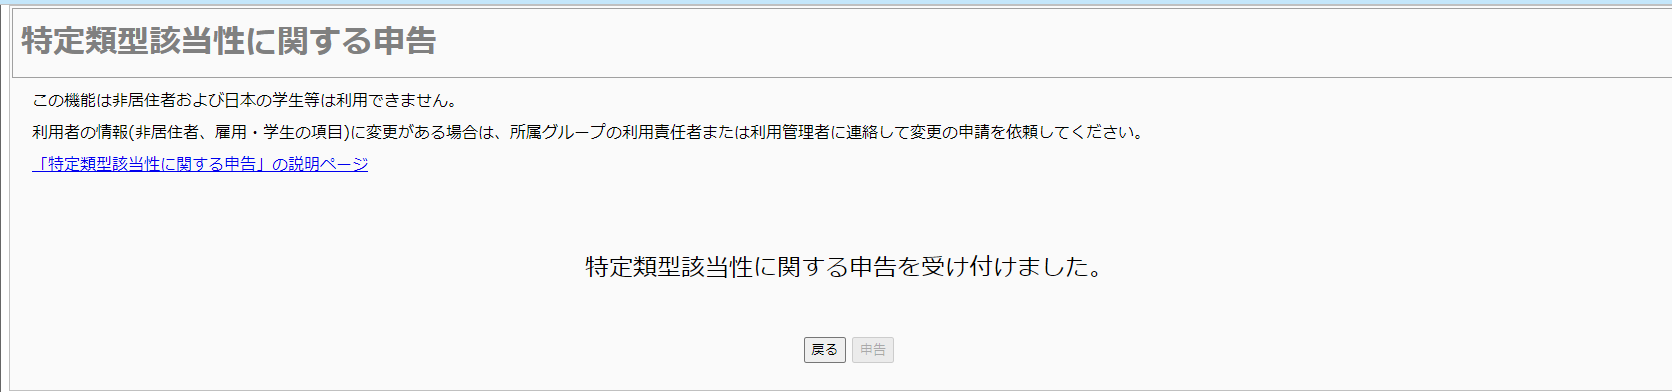 特定類型該当性に関する申告
この機能は非居住者および日本の学生等は利用できません。
利用者の情報(非居住者、雇用・学生の項目)に変更がある場合は、所属グループの利用責任者または利用管理者に連絡して変更の申請を依頼してください。
「特定類型該当性に関する申告」の説明ページ
特定類型該当性に関する申告を受け付けました。
戻る 申告